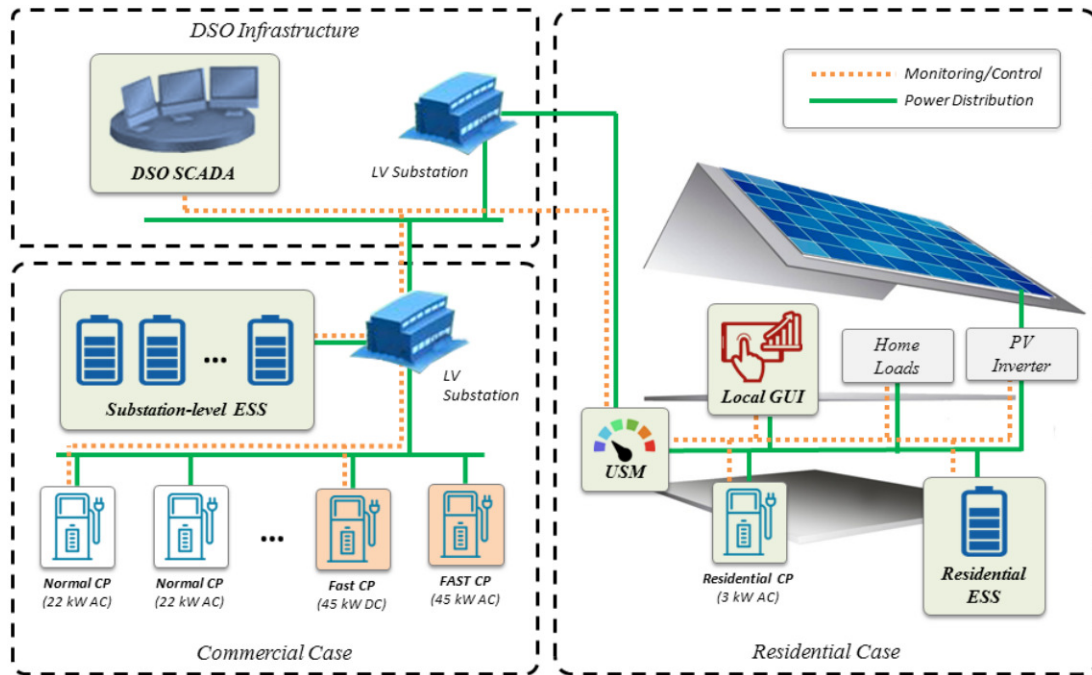 DSO Infrastructure
DSO SCADA
LV Substation
Monitoring/Control
Power Distribution
Substation-level ESS
...
LV
Substation
Normal CP
(22 kW AC)
Normal CP
(22 kW AC)
...
Fast CP
(45 kW DC)
FAST CP
(45 kW AC)
Commercial Case
Local GUI
Home
Loads
PV
Inverter
USM
Residential CP
(3 kW AC)
Residential
ESS
Residential Case